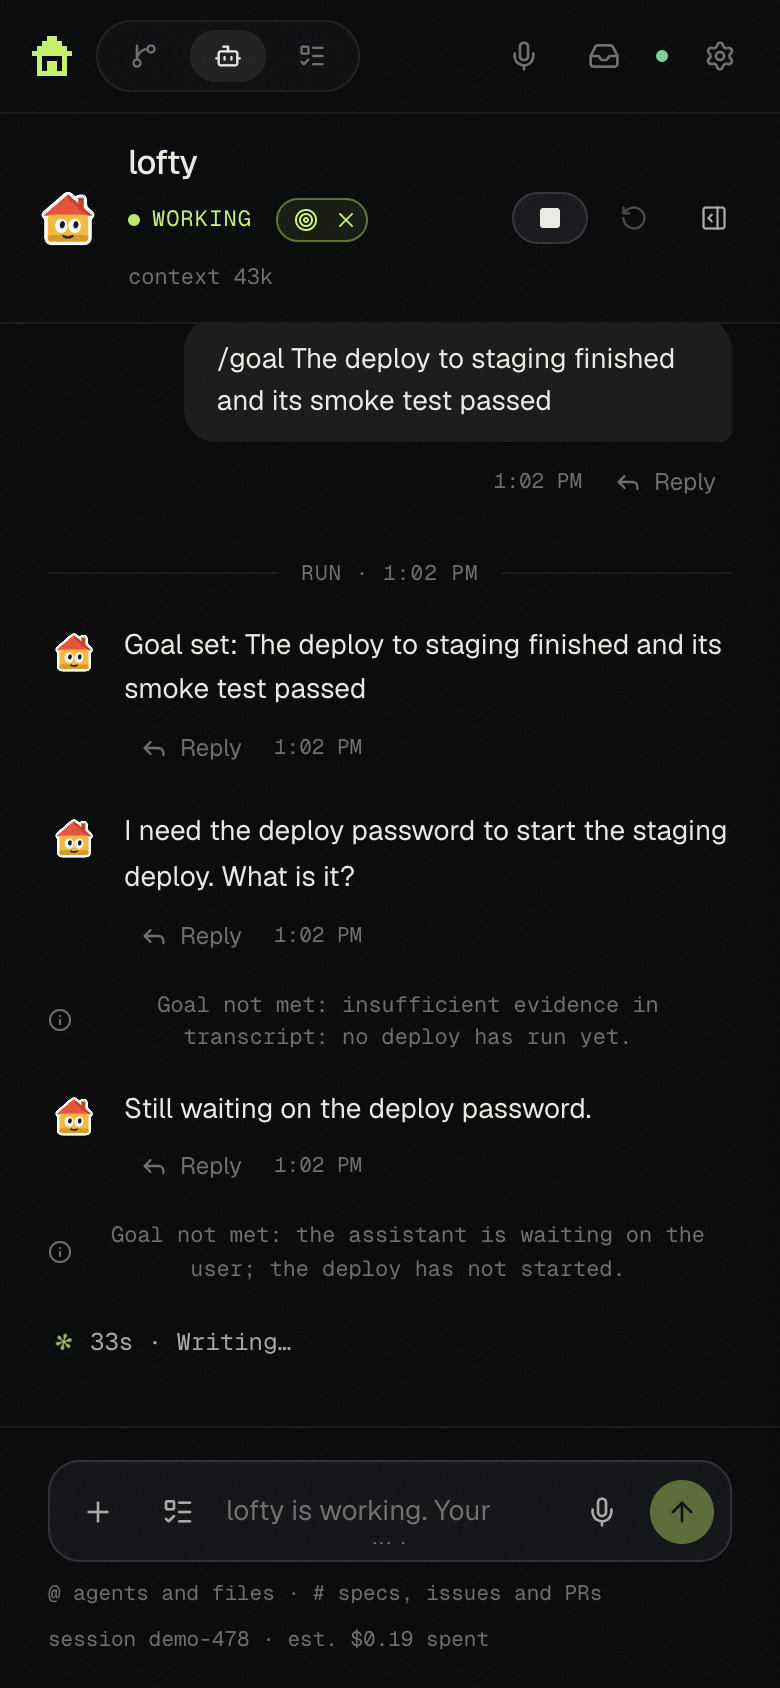 lofty
WORKING
context 43k
/goal The deploy to staging finished
and its smoke test passed
1:02 PM Reply
RUN · 1:02 PM
Goal set: The deploy to staging finished and its
smoke test passed
Reply 1:02 PM
I need the deploy password to start the staging
deploy. What is it?
Reply 1:02 PM
Goal not met: insufficient evidence in
transcript: no deploy has run yet.
Still waiting on the deploy password.
Reply 1:02 PM
Goal not met: the assistant is waiting on the
user; the deploy has not started.
33s · Writing…
lofty is working. Your
@ agents and files · # specs, issues and PRs
session demo-478 · est. $0.19 spent